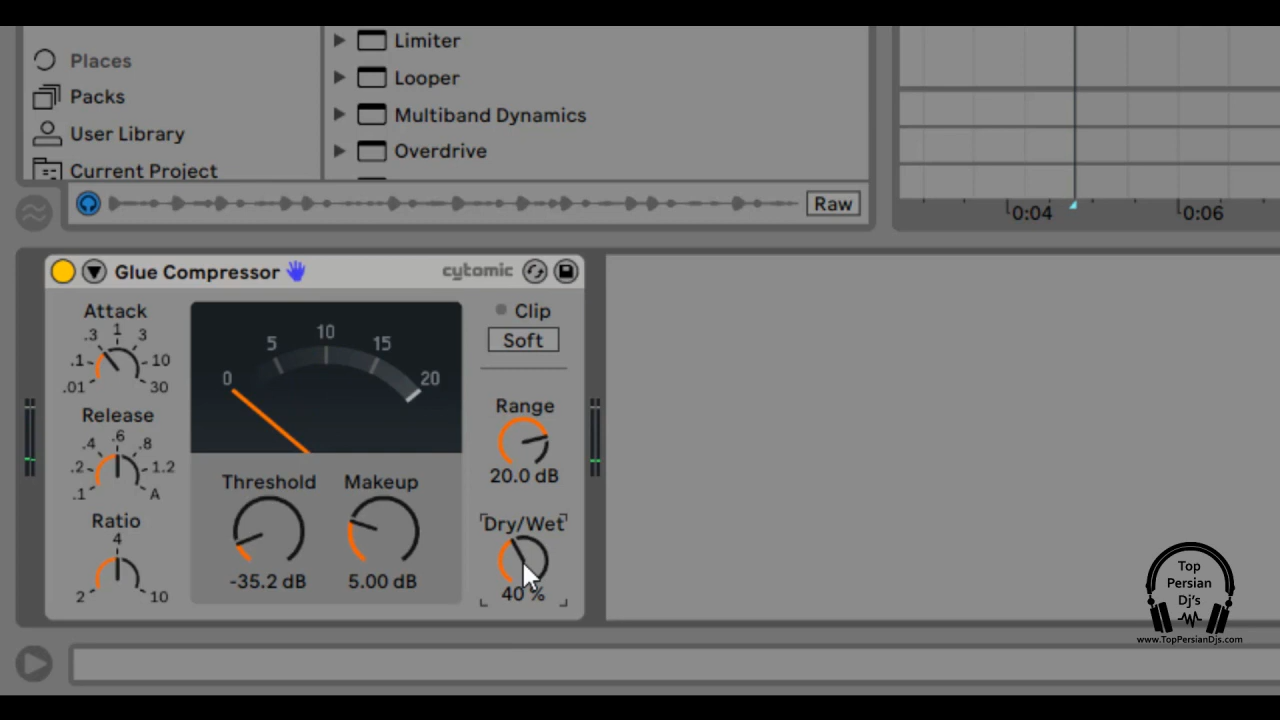 Places
Packs
User Library
Current Project
Limiter
Looper
Multiband Dynamics
Overdrive
Raw
0:04
0:06
Glue Compressor
cytomic
Attack
.01 .1 .3 1 3 10 30
Release
.1 .2 .4 .6 .8 1.2 A
Ratio
2 4 10
0 5 10 15 20
Threshold
-35.2 dB
Makeup
5.00 dB
Clip
Soft
Range
20.0 dB
Dry/Wet
40 %
Top
Persian
Dj's
www.TopPersianDjs.com